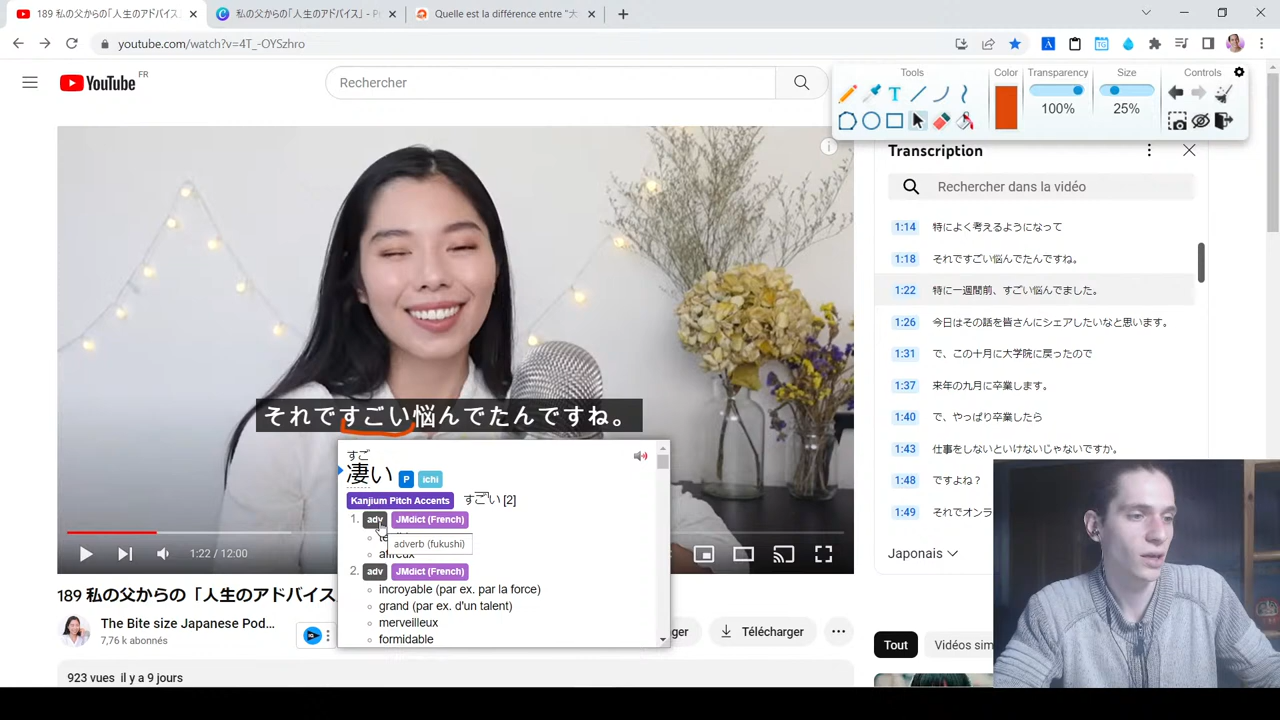 189 私の父からの「人生のアドバイス」
私の父からの「人生のアドバイス」 - P
Quelle est la différence entre "大
youtube.com/watch?v=4T_-OYSzhro
YouTube FR
Rechercher
Tools
Color
Transparency
Size
Controls
100%
25%
Transcription
Rechercher dans la vidéo
1:14 特によく考えるようになって
1:18 それですごい悩んでたんですね。
1:22 特に一週間前、すごい悩んでました。
1:26 今日はその話を皆さんにシェアしたいなと思います。
1:31 で、この十月に大学院に戻ったので
1:37 来年の九月に卒業します。
1:40 で、やっぱり卒業したら
1:43 仕事をしないといけないじゃないですか。
1:48 ですよね?
1:49 それでオンラ
Japonais
それですごい悩んでたんですね。
すご
凄い P ichi
Kanjium Pitch Accents すごい [2]
1. adv JMdict (French)
adverb (fukushi)
2. adv JMdict (French)
incroyable (par ex. par la force)
grand (par ex. d'un talent)
merveilleux
formidable
1:22 / 12:00
189 私の父からの「人生のアドバイス」
The Bite size Japanese Pod...
7,76 k abonnés
ger
Télécharger
Tout
Vidéos sim
923 vues il y a 9 jours